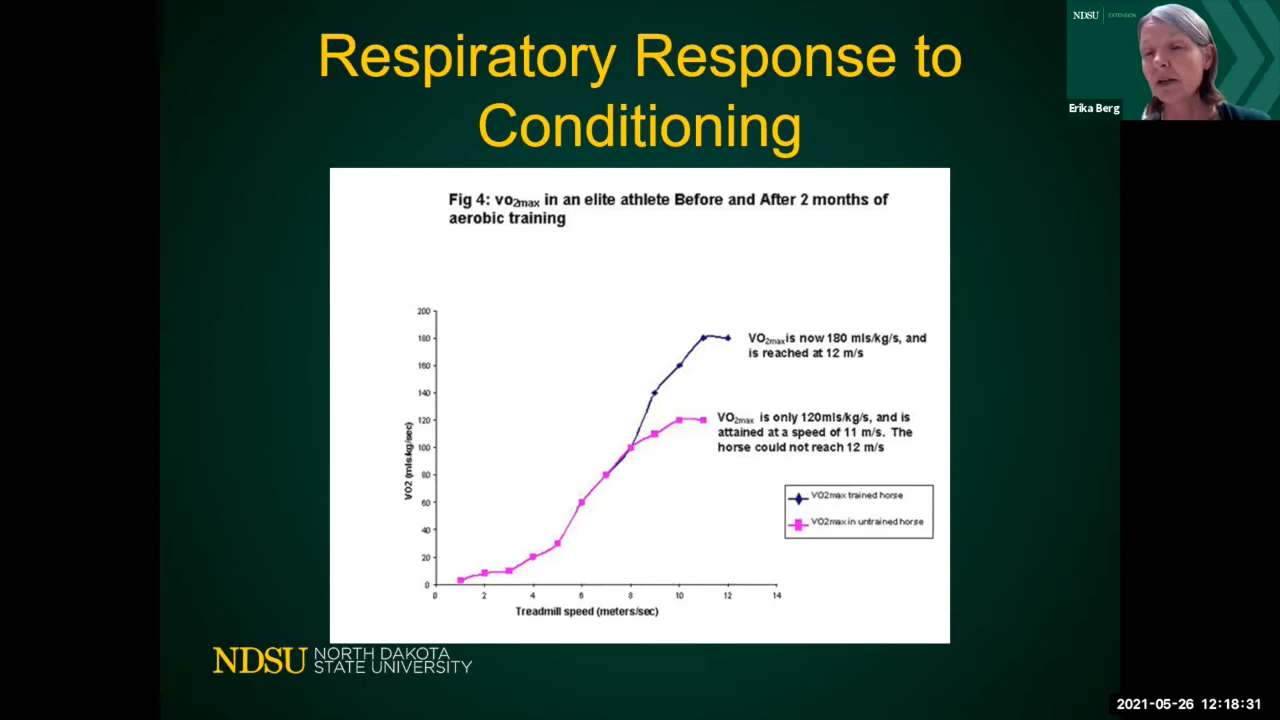 Respiratory Response to
Conditioning
NDSU EXTENSION
Erika Berg
Fig 4: vo2max in an elite athlete Before and After 2 months of
aerobic training
VO2 (mls/kg/sec)
200
180
160
140
120
100
80
60
40
20
0
0 2 4 6 8 10 12 14
Treadmill speed (meters/sec)
VO2max is now 180 mls/kg/s, and
is reached at 12 m/s
VO2max is only 120mls/kg/s, and is
attained at a speed of 11 m/s. The
horse could not reach 12 m/s
VO2max trained horse
VO2max in untrained horse
NDSU NORTH DAKOTA
STATE UNIVERSITY
2021-05-26 12:18:31